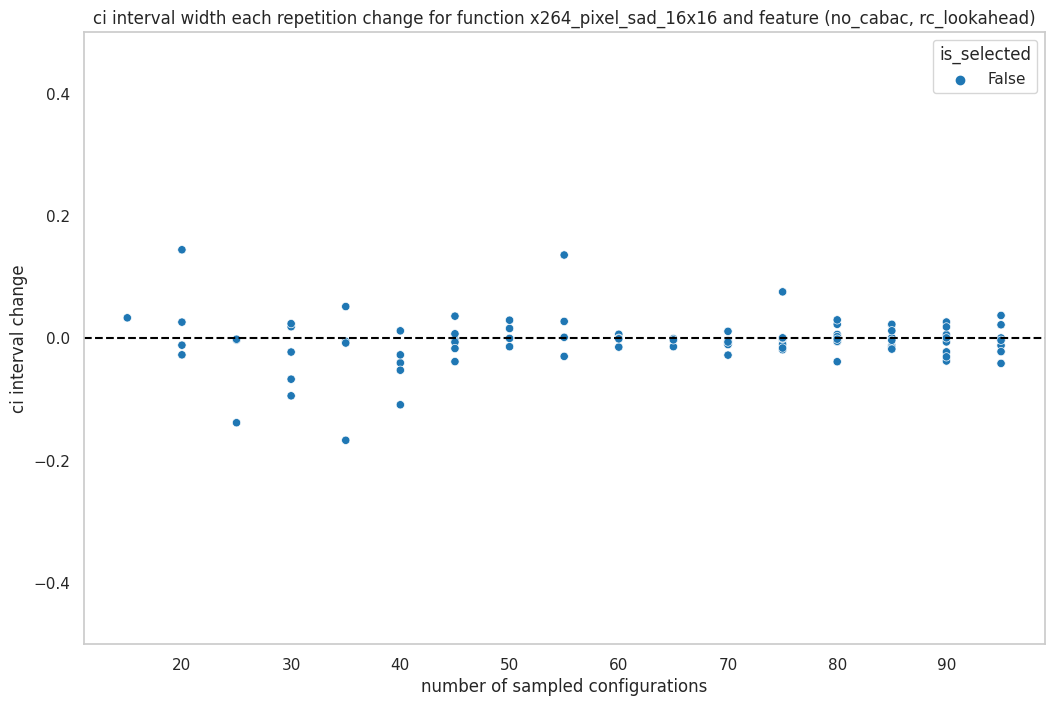 ci interval width each repetition change for function x264_pixel_sad_16x16 and feature (no_cabac, rc_lookahead)
is_selected
False
ci interval change
0.4
0.2
0.0
−0.2
−0.4
20 30 40 50 60 70 80 90
number of sampled configurations